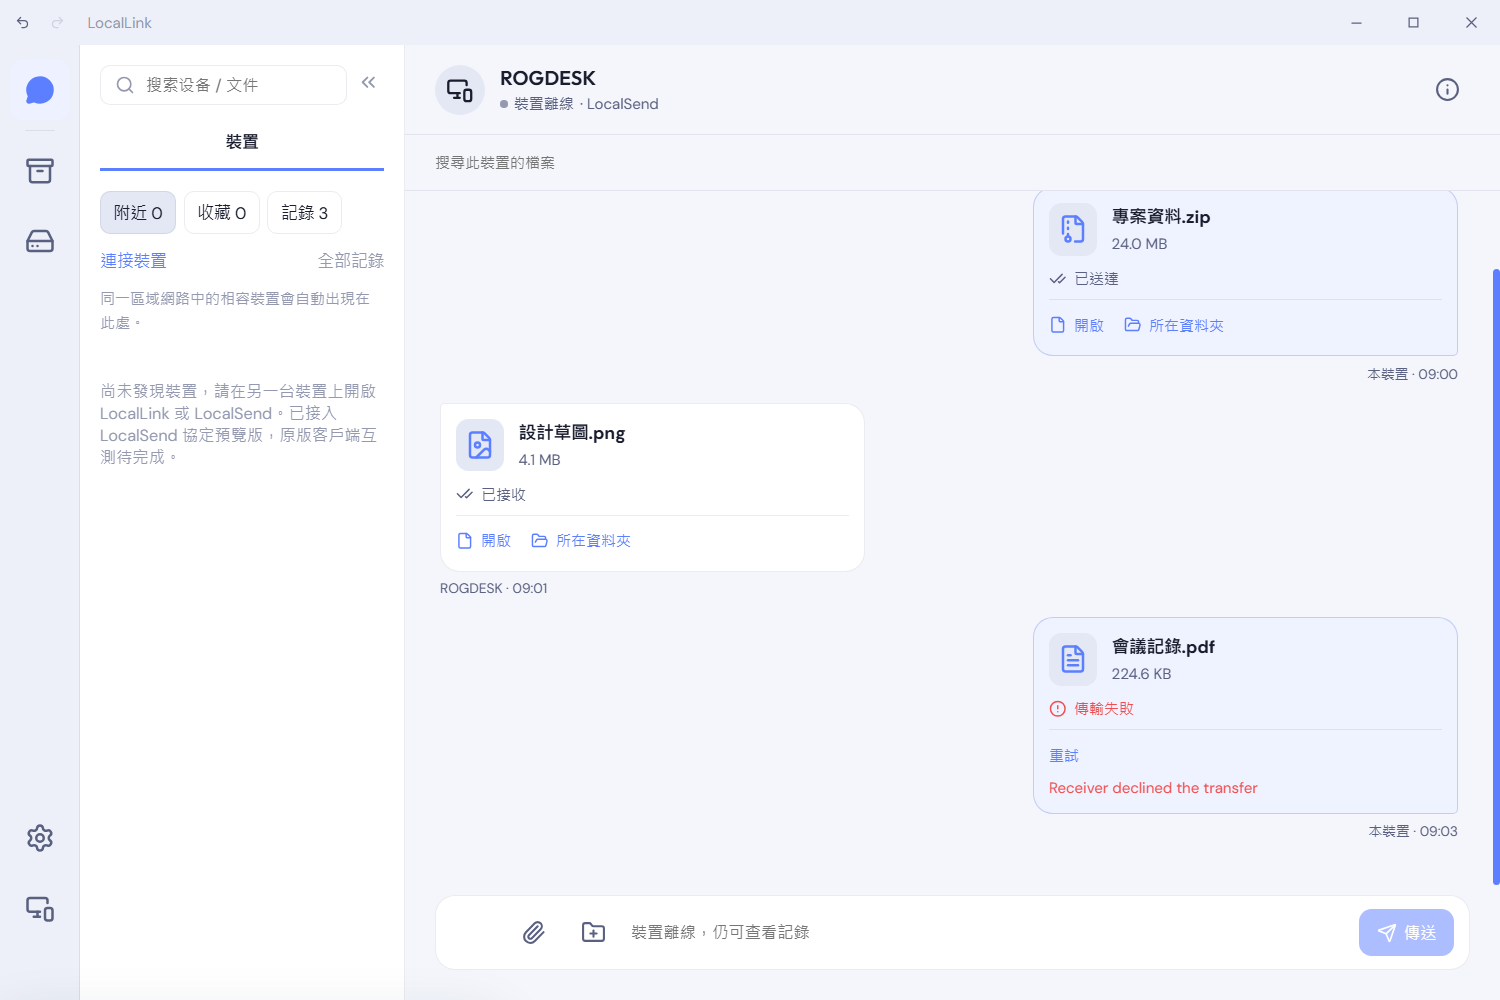 LocalLink
搜索设备 / 文件
裝置
附近 0
收藏 0
記錄 3
連接裝置
全部記錄
同一區域網路中的相容裝置會自動出現在
此處。
尚未發現裝置，請在另一台裝置上開啟
LocalLink 或 LocalSend。已接入
LocalSend 協定預覽版，原版客戶端互
測待完成。
ROGDESK
裝置離線 · LocalSend
搜尋此裝置的檔案
專案資料.zip
24.0 MB
已送達
開啟
所在資料夾
本裝置 · 09:00
設計草圖.png
4.1 MB
已接收
開啟
所在資料夾
ROGDESK · 09:01
會議記錄.pdf
224.6 KB
傳輸失敗
重試
Receiver declined the transfer
本裝置 · 09:03
裝置離線，仍可查看記錄
傳送